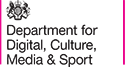 Department for
Digital, Culture,
Media & Sport